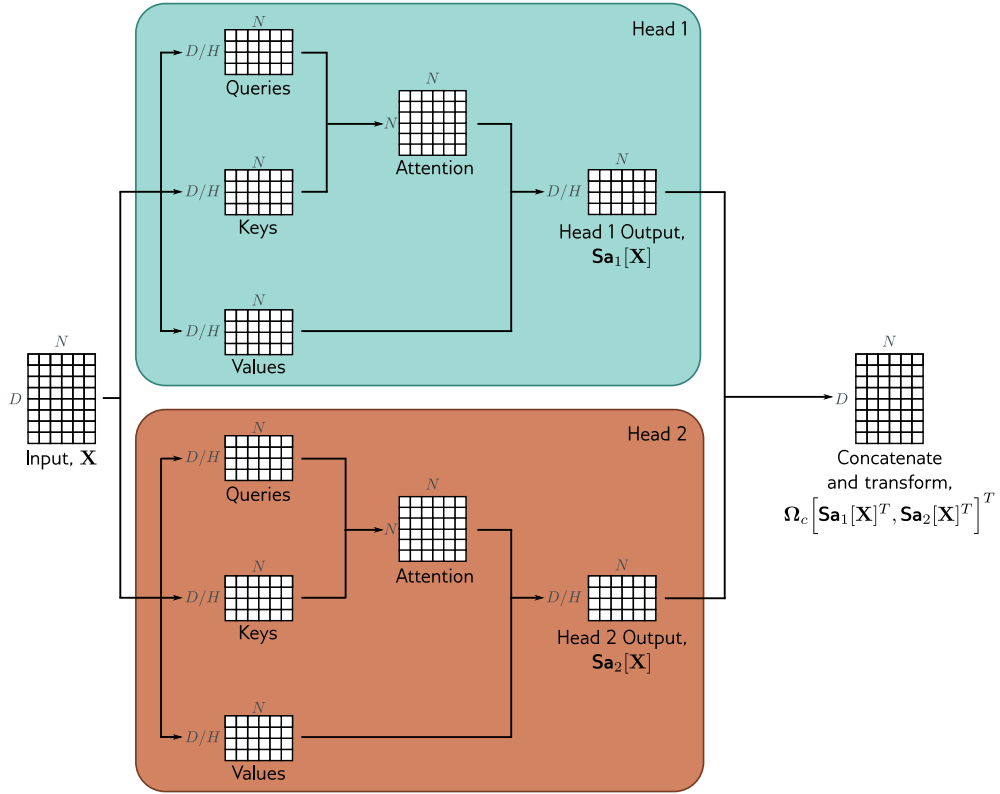 Head 1
N
D/H
Queries
N
D/H
Keys
N
D/H
Values
N
N
Attention
N
D/H
Head 1 Output,
Sa₁[X]
N
D
Input, X
Head 2
N
D/H
Queries
N
D/H
Keys
N
D/H
Values
N
N
Attention
N
D/H
Head 2 Output,
Sa₂[X]
N
D
Concatenate
and transform,
Ω_c[Sa₁[X]ᵀ, Sa₂[X]ᵀ]ᵀ